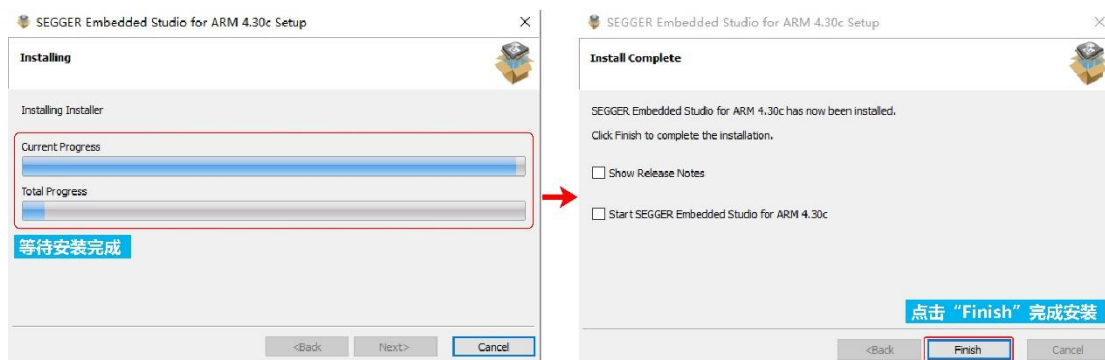 SEGGER Embedded Studio for ARM 4.30c Setup
Installing
Installing Installer
Current Progress
Total Progress
等待安装完成
<Back Next> Cancel
SEGGER Embedded Studio for ARM 4.30c Setup
Install Complete
SEGGER Embedded Studio for ARM 4.30c has now been installed.
Click Finish to complete the installation.
Show Release Notes
Start SEGGER Embedded Studio for ARM 4.30c
点击“Finish”完成安装
<Back Finish Cancel